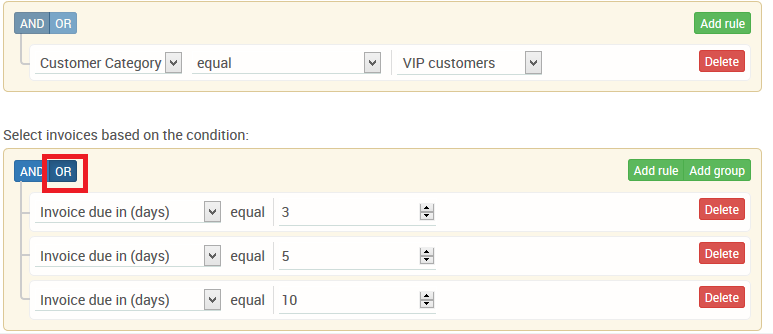 AND OR Add rule
Customer Category equal VIP customers Delete
Select invoices based on the condition:
AND OR Add rule Add group
Invoice due in (days) equal 3 Delete
Invoice due in (days) equal 5 Delete
Invoice due in (days) equal 10 Delete